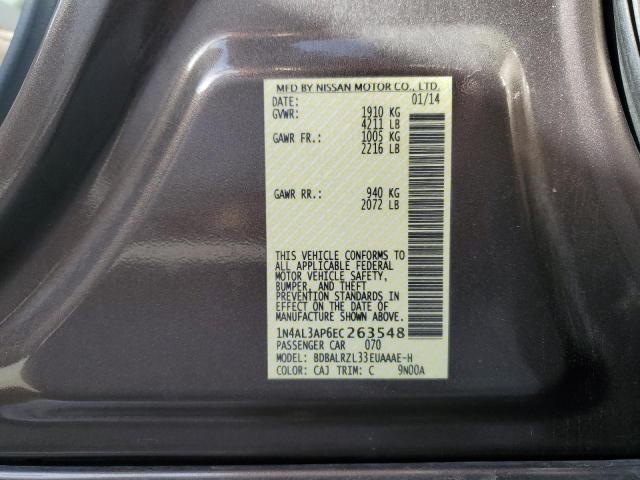 MFD BY NISSAN MOTOR CO., LTD.
DATE: 01/14
GVWR: 1910 KG
4211 LB
GAWR FR.: 1005 KG
2216 LB
GAWR RR.: 940 KG
2072 LB
THIS VEHICLE CONFORMS TO
ALL APPLICABLE FEDERAL
MOTOR VEHICLE SAFETY,
BUMPER, AND THEFT
PREVENTION STANDARDS IN
EFFECT ON THE DATE OF
MANUFACTURE SHOWN ABOVE.
1N4AL3AP6EC263548
PASSENGER CAR 070
MODEL: BDBALRZL33EUAAAE-H
COLOR: CAJ TRIM: C 9N00A